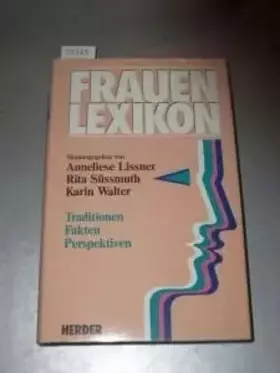 FRAUEN
LEXIKON
Herausgegeben von
Anneliese Lissner
Rita Süssmuth
Karin Walter
Traditionen
Fakten
Perspektiven
HERDER